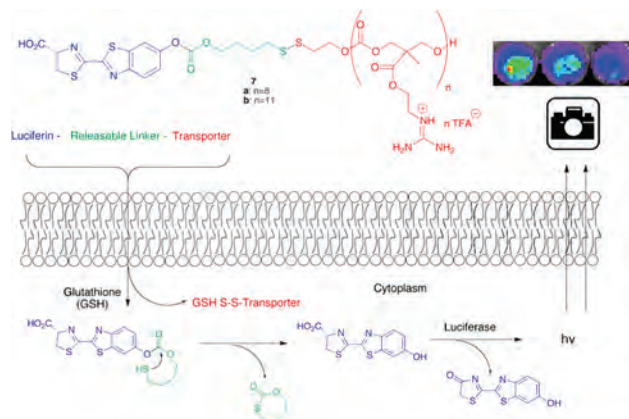 HO₂C
N
N
S
S
O
O
O
O
S
S
O
O
O
O
H
n
O
O
7
a: n=8
b: n=11
NH
n TFA
H₂N
NH₂
Luciferin - Releasable Linker - Transporter
Glutathione
(GSH)
Cytoplasm
GSH S-S-Transporter
HO₂C
N
N
S
S
O
O
O
HS
HO₂C
N
N
S
S
OH
Luciferase
hν
O
O
S
O
N
N
S
S
OH